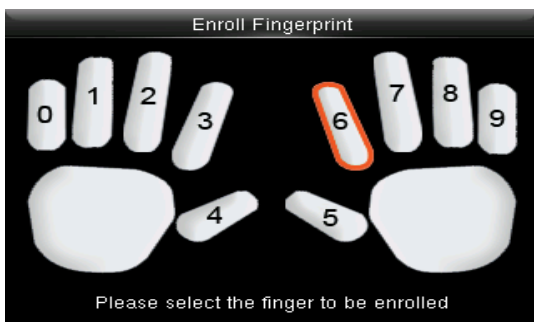 Enroll Fingerprint
0 1 2 3 6 7 8 9
4 5
Please select the finger to be enrolled